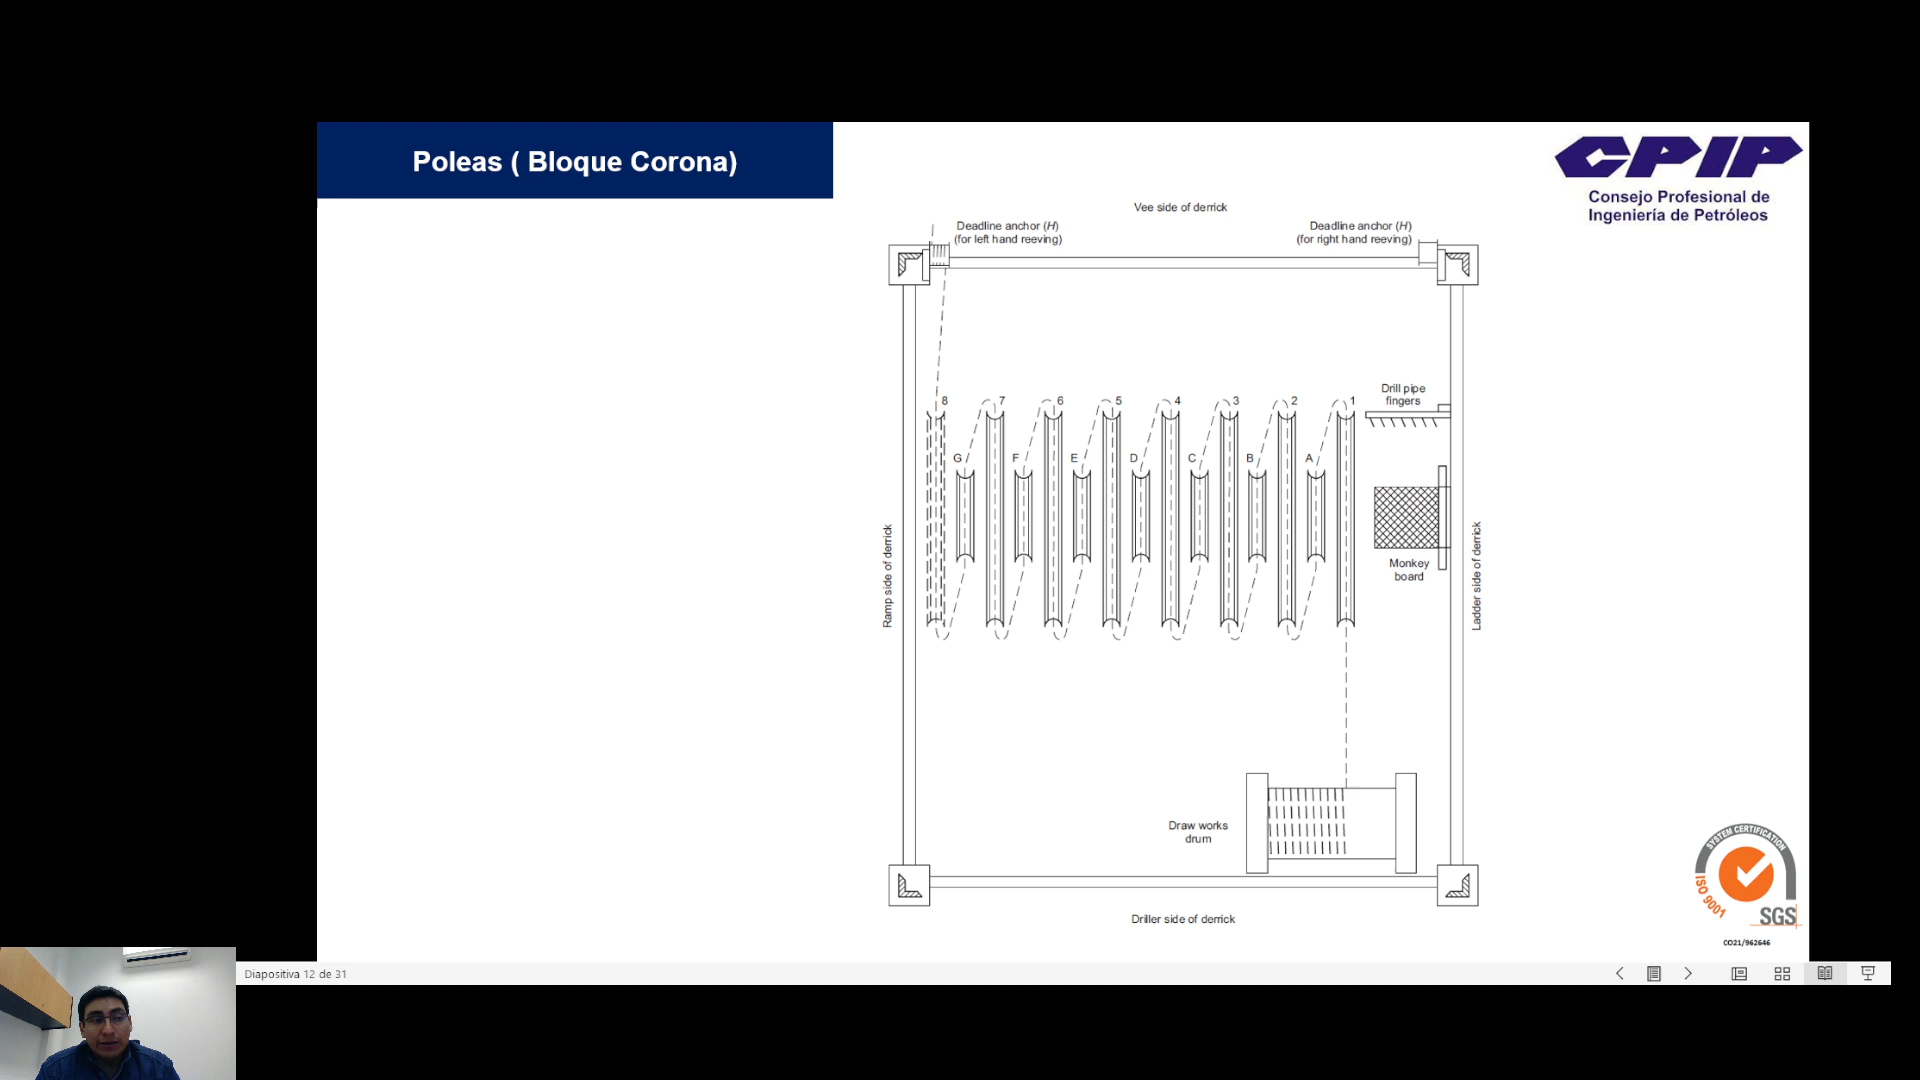 Poleas ( Bloque Corona)
CPIP
Consejo Profesional de
Ingeniería de Petróleos
Vee side of derrick
Deadline anchor (H)
(for left hand reeving)
Deadline anchor (H)
(for right hand reeving)
Drill pipe
fingers
8 7 6 5 4 3 2 1
G F E D C B A
Monkey
board
Ramp side of derrick
Ladder side of derrick
Draw works
drum
Driller side of derrick
SYSTEM CERTIFICATION
ISO 9001
SGS
CO21/962646
Diapositiva 12 de 31